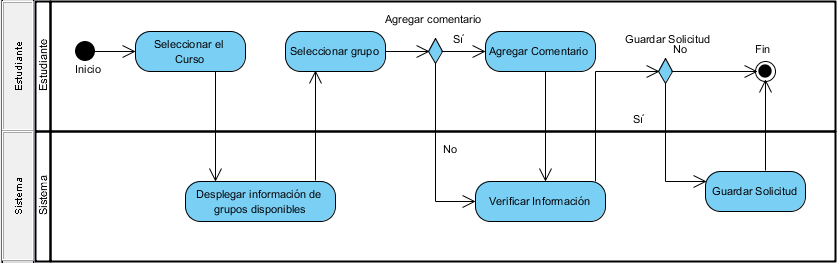 Estudiante
Estudiante
Inicio
Seleccionar el
Curso
Seleccionar grupo
Agregar comentario
Sí
Agregar Comentario
Guardar Solicitud
No
Fin
Sí
No
Sistema
Sistema
Desplegar información de
grupos disponibles
Verificar Información
Guardar Solicitud